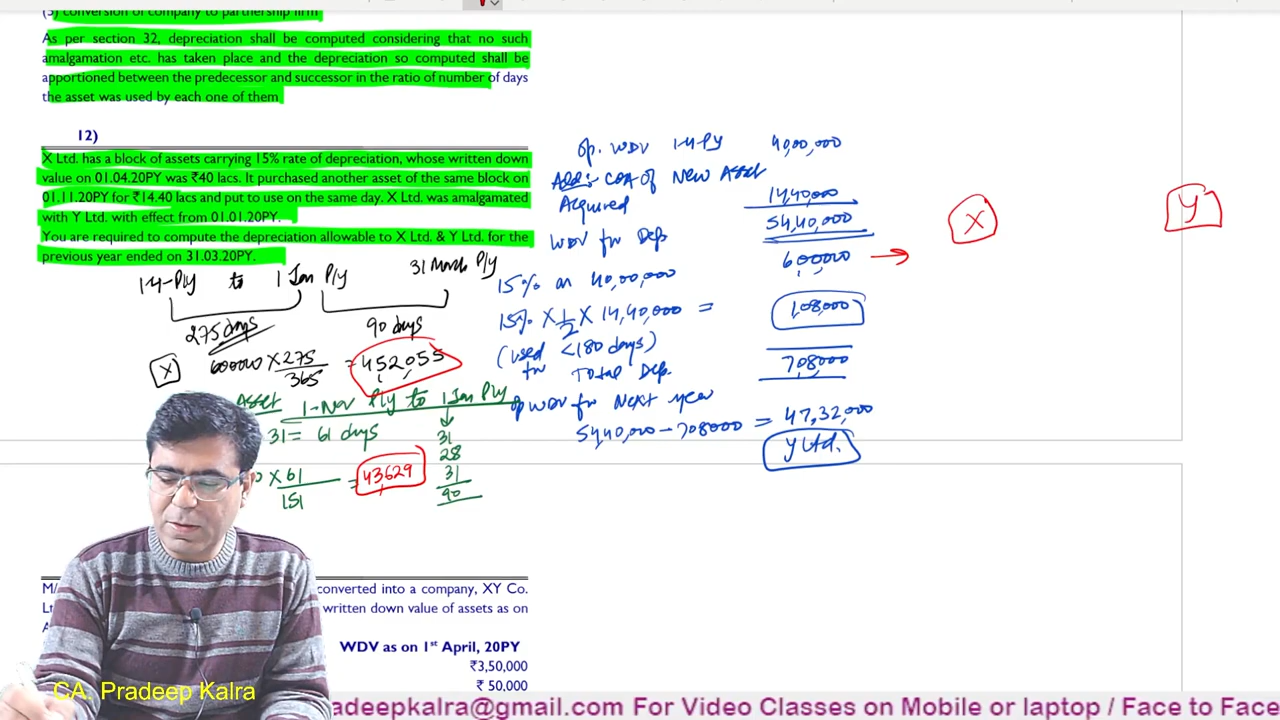 (3) conversion of company to partnership firm
As per section 32, depreciation shall be computed considering that no such
amalgamation etc. has taken place and the depreciation so computed shall be
apportioned between the predecessor and successor in the ratio of number of days
the asset was used by each one of them
12)
X Ltd. has a block of assets carrying 15% rate of depreciation, whose written down
value on 01.04.20PY was ₹40 lacs. It purchased another asset of the same block on
01.11.20PY for ₹14.40 lacs and put to use on the same day. X Ltd. was amalgamated
with Y Ltd. with effect from 01.01.20PY.
You are required to compute the depreciation allowable to X Ltd. & Y Ltd. for the
previous year ended on 31.03.20PY.
1-4-P/y to 1 Jan P/y 31 March P/y
275 days 90 days
X 600000 X 275 / 365 = 452055
Asset 1-Nov P/y to 1 Jan P/y
31 = 61 days
31
28
31
90
0 X 61 / 151 = 43629
Op. WDV 1-4 PY 40,00,000
Add:- Cost of New Asset
Acquired 14,40,000
54,40,000
WDV for Dep
15% on 40,00,000 600000
15% X 1/2 X 14,40,000 = 1,08,000
(used for <180 days)
Total Dep. 708000
Op WDV for Next year
54,40,000 - 708000 = 47,32,000
Y Ltd.
X
Y
M/
converted into a company, XY Co.
Lt
written down value of assets as on
A
WDV as on 1st April, 20PY
₹3,50,000
₹ 50,000
CA. Pradeep Kalra
adeepkalra@gmail.com For Video Classes on Mobile or laptop / Face to Face